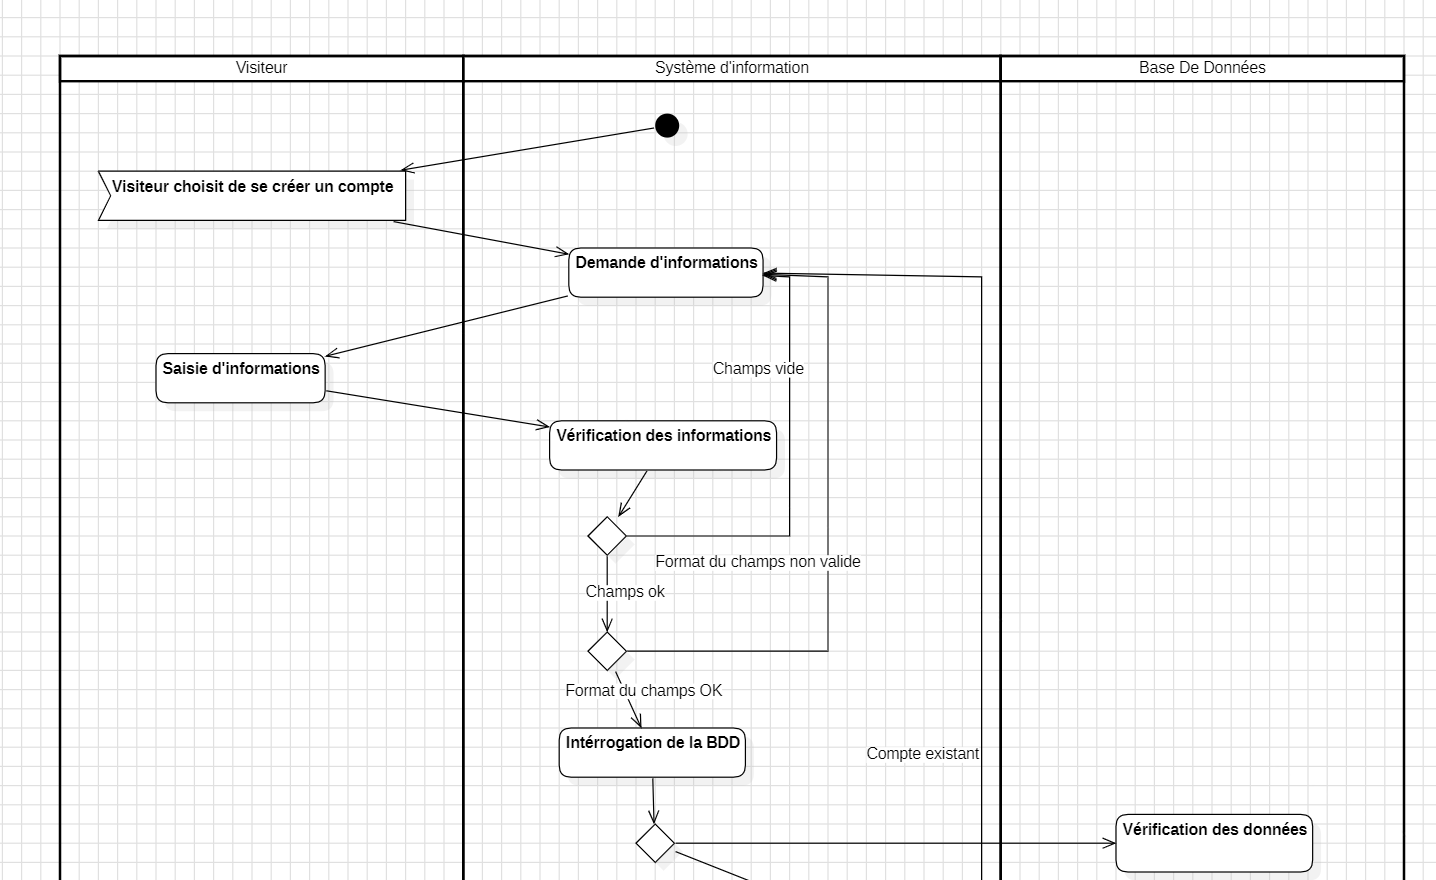 Visiteur
Système d'information
Base De Données
Visiteur choisit de se créer un compte
Demande d'informations
Saisie d'informations
Champs vide
Vérification des informations
Format du champs non valide
Champs ok
Format du champs OK
Intérrogation de la BDD
Compte existant
Vérification des données